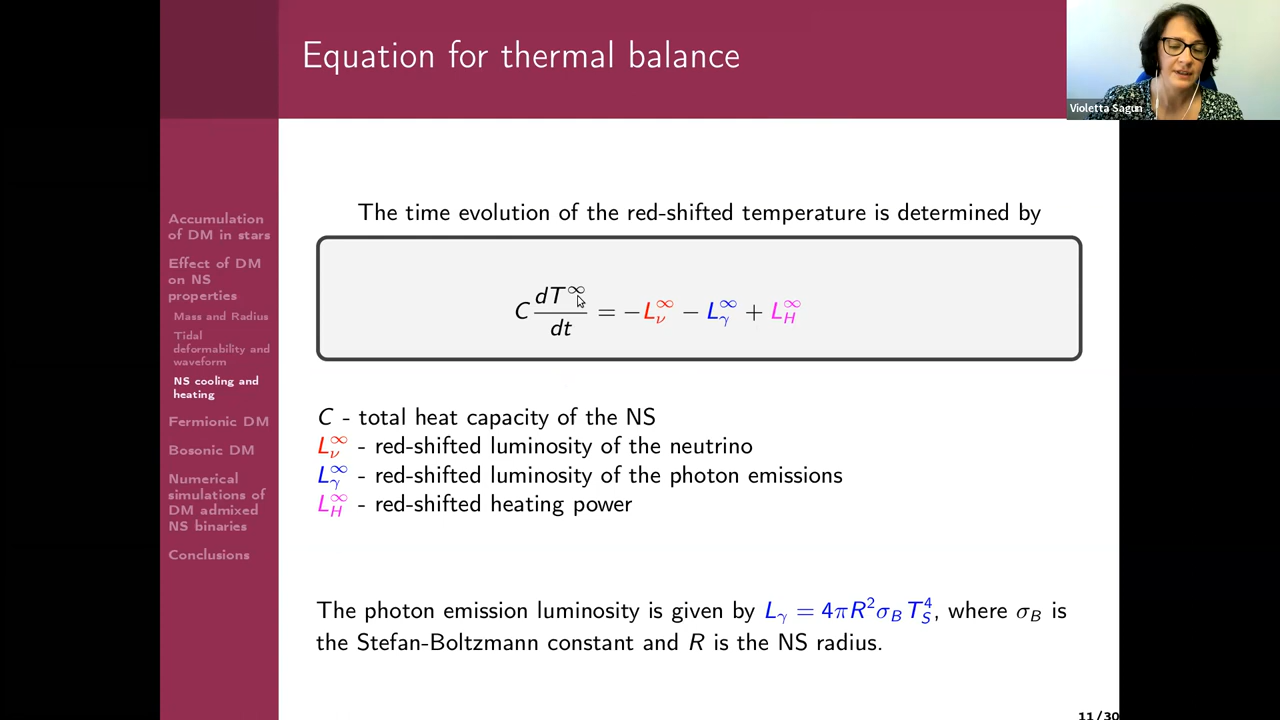 Equation for thermal balance
Violetta Sagun
Accumulation
of DM in stars
Effect of DM
on NS
properties
Mass and Radius
Tidal
deformability and
waveform
NS cooling and
heating
Fermionic DM
Bosonic DM
Numerical
simulations of
DM admixed
NS binaries
Conclusions
The time evolution of the red-shifted temperature is determined by
C dT^∞/dt = −L_ν^∞ − L_γ^∞ + L_H^∞
C - total heat capacity of the NS
L_ν^∞ - red-shifted luminosity of the neutrino
L_γ^∞ - red-shifted luminosity of the photon emissions
L_H^∞ - red-shifted heating power
The photon emission luminosity is given by L_γ = 4πR²σ_B T_S⁴, where σ_B is
the Stefan-Boltzmann constant and R is the NS radius.
11/30